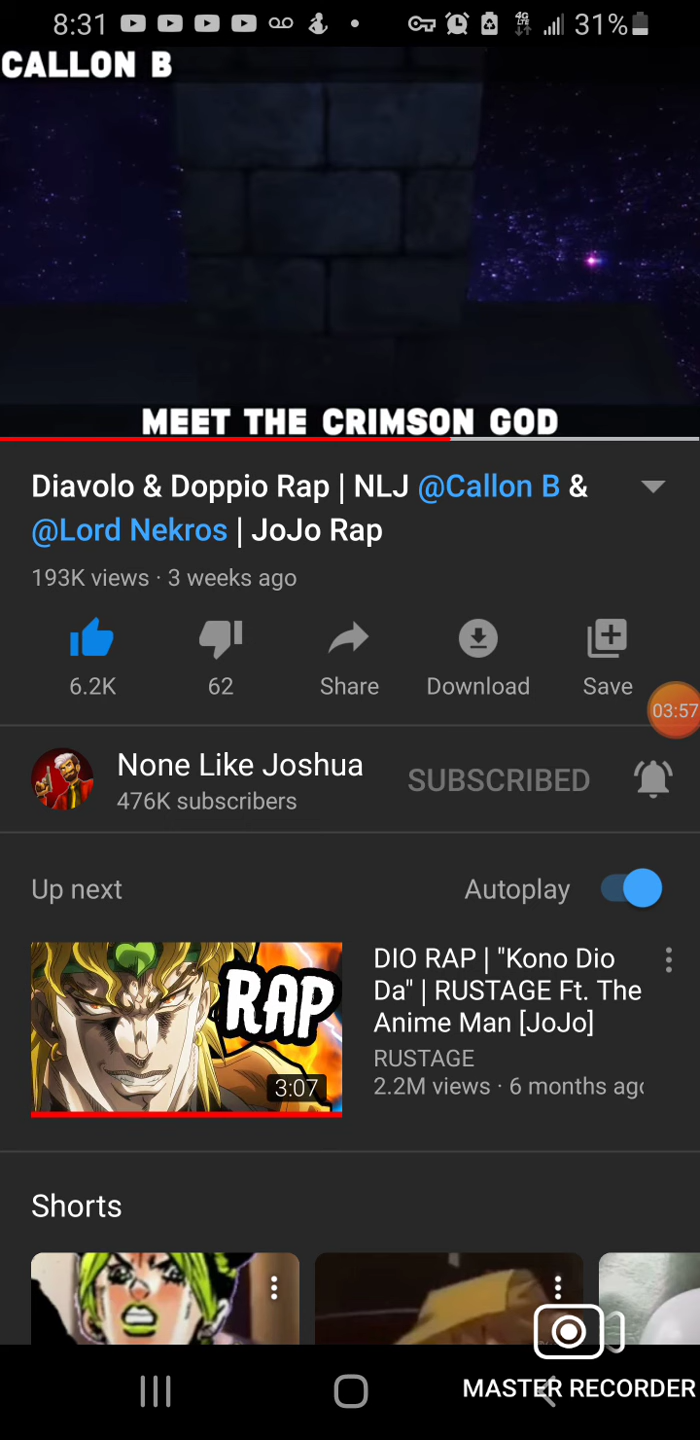 8:31 4G 31%
CALLON B
MEET THE CRIMSON GOD
Diavolo & Doppio Rap | NLJ @Callon B &
@Lord Nekros | JoJo Rap
193K views · 3 weeks ago
6.2K 62 Share Download Save
03:57
None Like Joshua
476K subscribers
SUBSCRIBED
Up next Autoplay
RAP
3:07
DIO RAP | "Kono Dio
Da" | RUSTAGE Ft. The
Anime Man [JoJo]
RUSTAGE
2.2M views · 6 months
Shorts
MASTER RECORDER